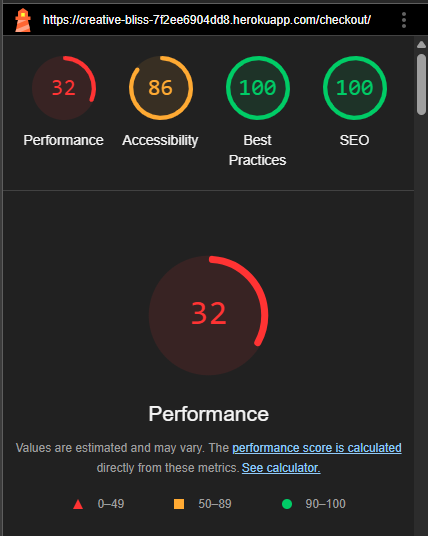 https://creative-bliss-7f2ee6904dd8.herokuapp.com/checkout/
32 86 100 100
Performance Accessibility Best Practices SEO
32
Performance
Values are estimated and may vary. The performance score is calculated
directly from these metrics. See calculator.
0–49 50–89 90–100